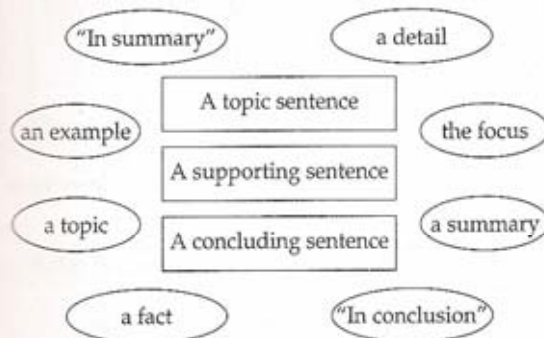 "In summary"
a detail
A topic sentence
an example
the focus
A supporting sentence
a topic
a summary
A concluding sentence
a fact
"In conclusion"